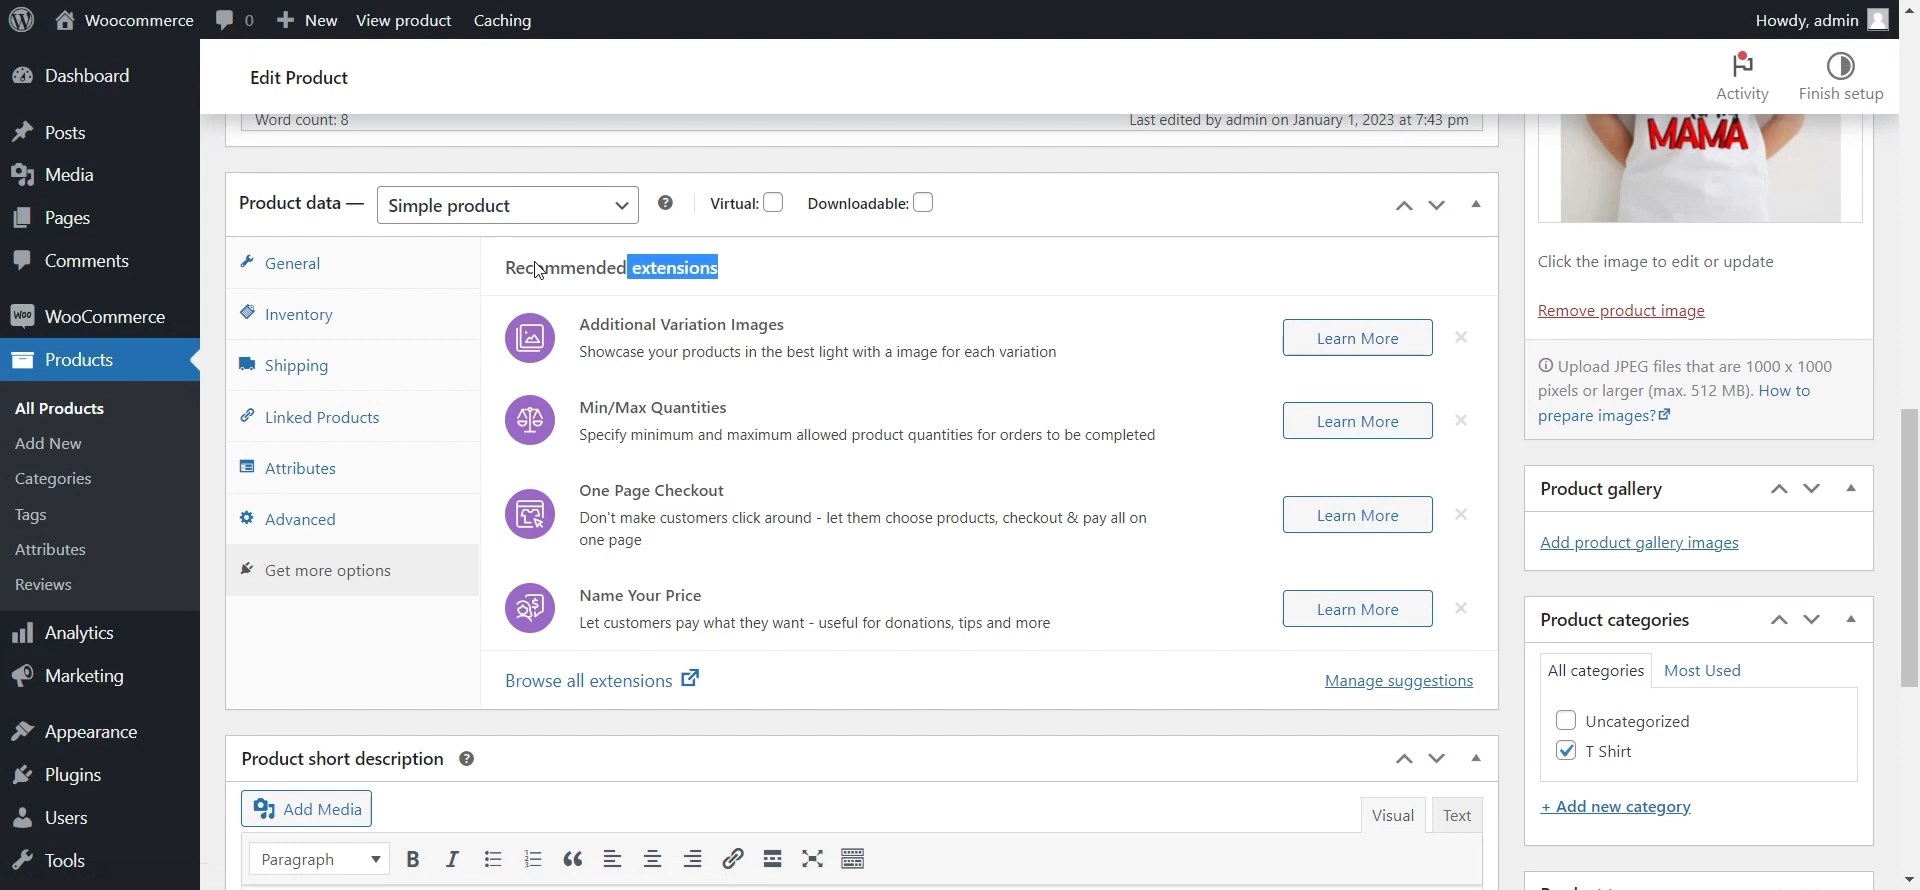 Woocommerce 0 New View product Caching Howdy, admin
Dashboard
Posts
Media
Pages
Comments
WooCommerce
Products
All Products
Add New
Categories
Tags
Attributes
Reviews
Analytics
Marketing
Appearance
Plugins
Users
Tools
Edit Product
Activity
Finish setup
Word count: 8
Last edited by admin on January 1, 2023 at 7:43 pm
Product data — Simple product Virtual: Downloadable:
General
Inventory
Shipping
Linked Products
Attributes
Advanced
Get more options
Recommended extensions
Additional Variation Images
Showcase your products in the best light with a image for each variation
Learn More
Min/Max Quantities
Specify minimum and maximum allowed product quantities for orders to be completed
Learn More
One Page Checkout
Don't make customers click around - let them choose products, checkout & pay all on
one page
Learn More
Name Your Price
Let customers pay what they want - useful for donations, tips and more
Learn More
Browse all extensions
Manage suggestions
Product short description
Add Media
Visual Text
Paragraph
MAMA
Click the image to edit or update
Remove product image
Upload JPEG files that are 1000 x 1000
pixels or larger (max. 512 MB). How to
prepare images?
Product gallery
Add product gallery images
Product categories
All categories Most Used
Uncategorized
T Shirt
+ Add new category